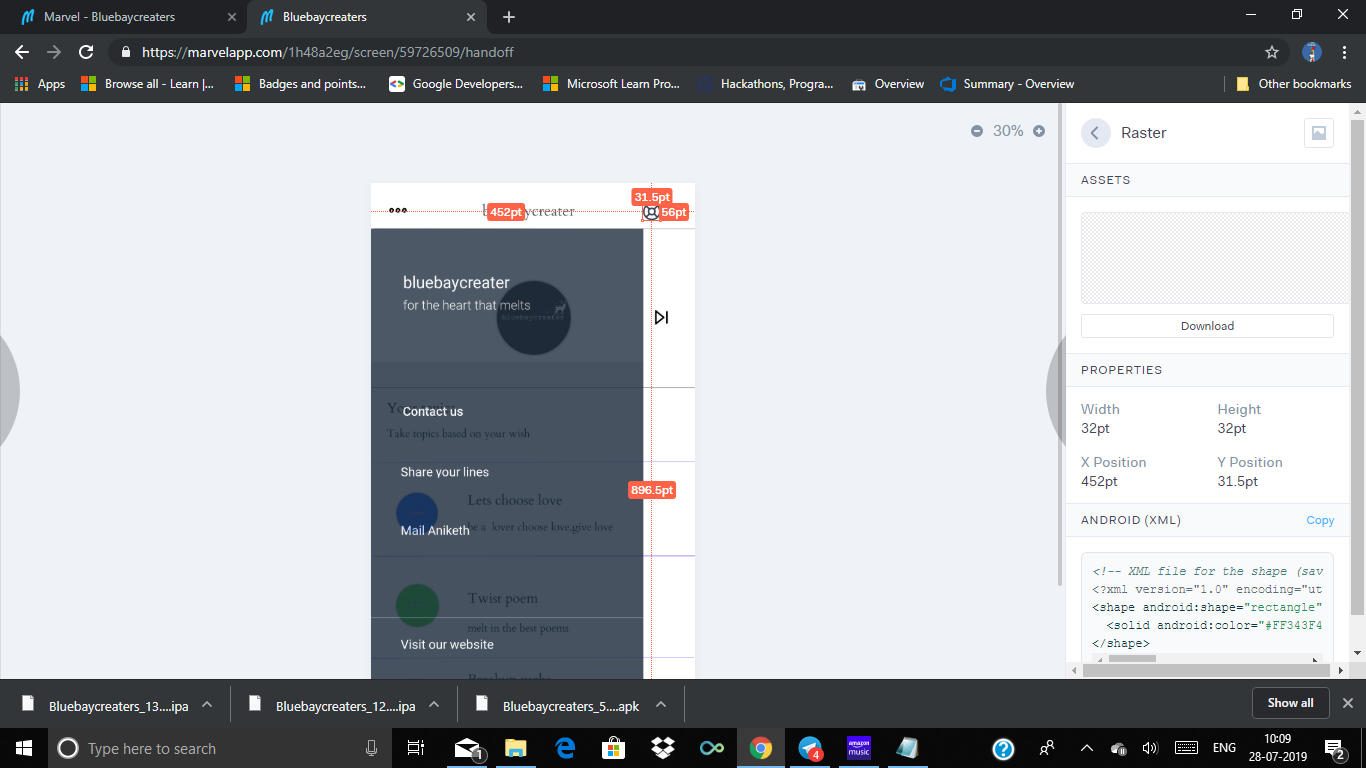 Marvel - Bluebaycreaters
Bluebaycreaters
https://marvelapp.com/1h48a2eg/screen/59726509/handoff
Apps
Browse all - Learn |...
Badges and points...
Google Developers...
Microsoft Learn Pro...
Hackathons, Progra...
Overview
Summary - Overview
Other bookmarks
30%
Raster
ASSETS
Download
PROPERTIES
Width
Height
32pt
32pt
X Position
Y Position
452pt
31.5pt
ANDROID (XML)
Copy
<!-- XML file for the shape (sav
<?xml version="1.0" encoding="ut
<shape android:shape="rectangle"
<solid android:color="#FF343F4
</shape>
31.5pt
452pt
ycreater
56pt
bluebaycreater
for the heart that melts
bluebaycreater
Contact us
Take topics based on your wish
Share your lines
896.5pt
Lets choose love
be a lover choose love,give love
Mail Aniketh
Twist poem
melt in the best poems
Visit our website
Bluebaycreaters_13....ipa
Bluebaycreaters_12....ipa
Bluebaycreaters_5....apk
Show all
Type here to search
1
4
amazon music
ENG
10:09
28-07-2019
2